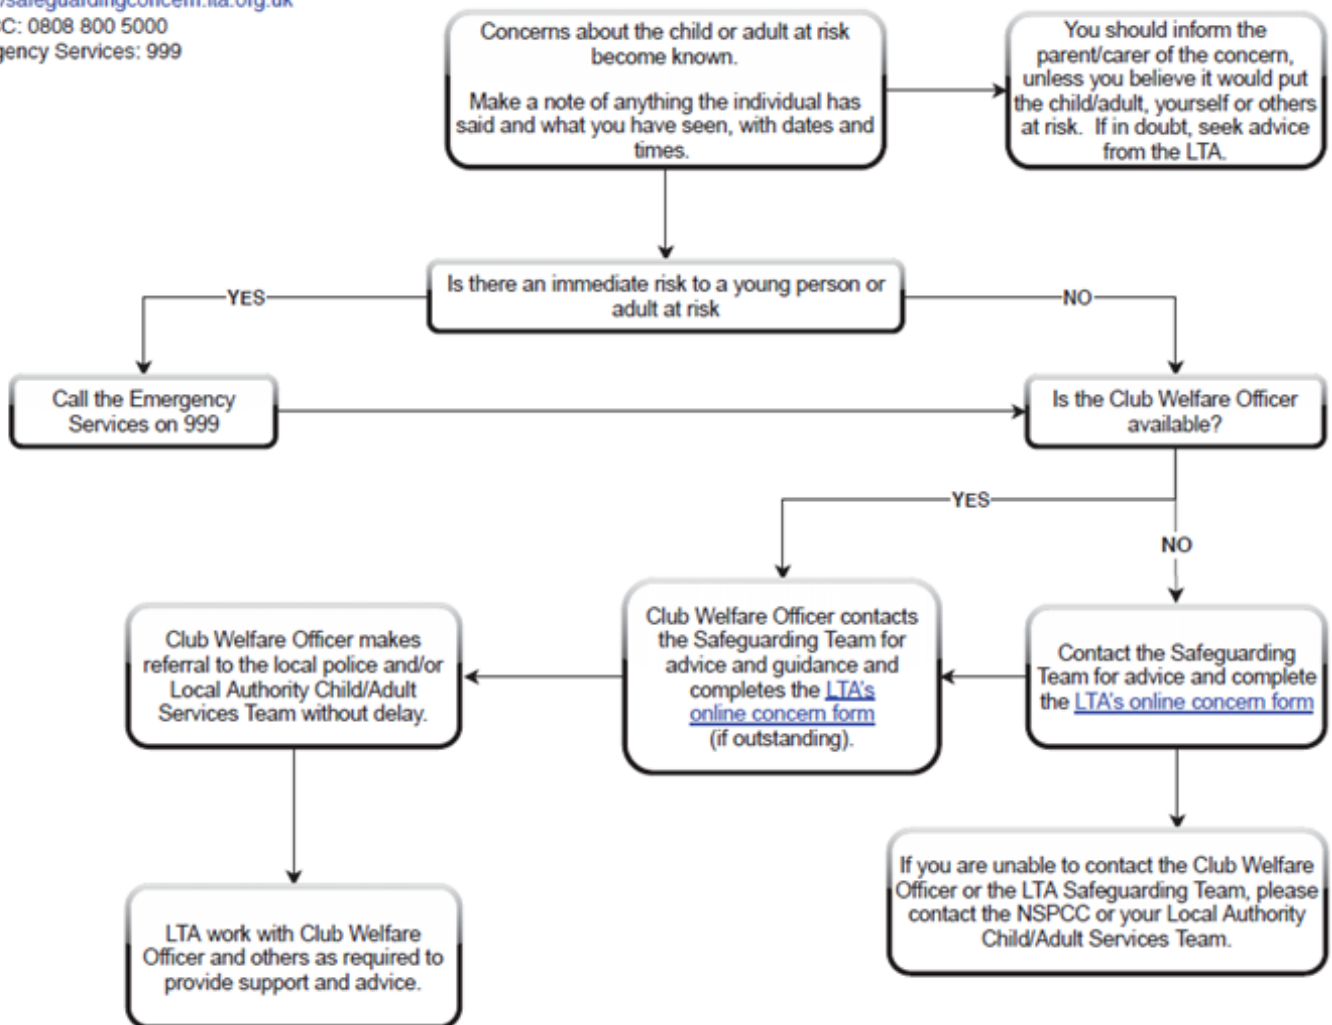 /safeguardingconcern.lta.org.uk
CC: 0808 800 5000
gency Services: 999
Concerns about the child or adult at risk
become known.
Make a note of anything the individual has
said and what you have seen, with dates and
times.
You should inform the
parent/carer of the concern,
unless you believe it would put
the child/adult, yourself or others
at risk. If in doubt, seek advice
from the LTA.
Is there an immediate risk to a young person or
adult at risk
YES
NO
Call the Emergency
Services on 999
Is the Club Welfare Officer
available?
YES
NO
Club Welfare Officer makes
referral to the local police and/or
Local Authority Child/Adult
Services Team without delay.
Club Welfare Officer contacts
the Safeguarding Team for
advice and guidance and
completes the LTA's
online concern form
(if outstanding).
Contact the Safeguarding
Team for advice and complete
the LTA's online concern form
LTA work with Club Welfare
Officer and others as required to
provide support and advice.
If you are unable to contact the Club Welfare
Officer or the LTA Safeguarding Team, please
contact the NSPCC or your Local Authority
Child/Adult Services Team.